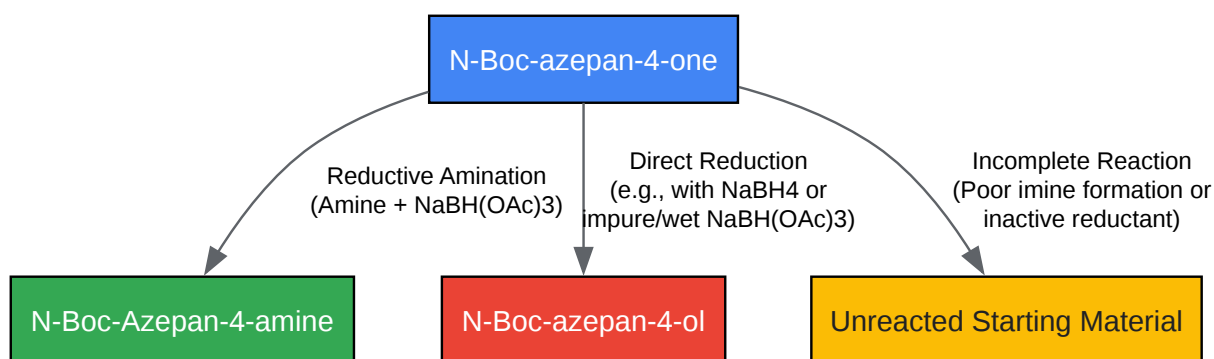 N-Boc-azepan-4-one
Reductive Amination
(Amine + NaBH(OAc)3)
Direct Reduction
(e.g., with NaBH4 or
impure/wet NaBH(OAc)3)
Incomplete Reaction
(Poor imine formation or
inactive reductant)
N-Boc-Azepan-4-amine
N-Boc-azepan-4-ol
Unreacted Starting Material